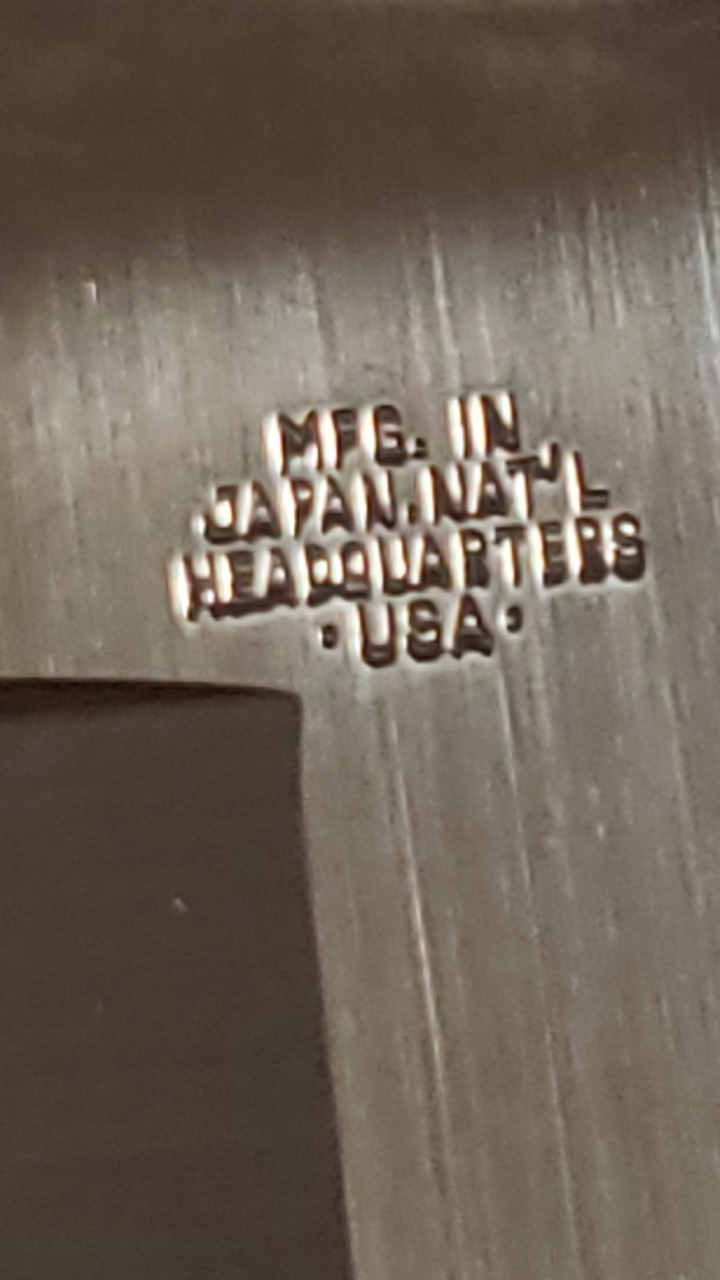 MFG. IN
JAPAN.NAT'L
HEADQUARTERS
·USA·